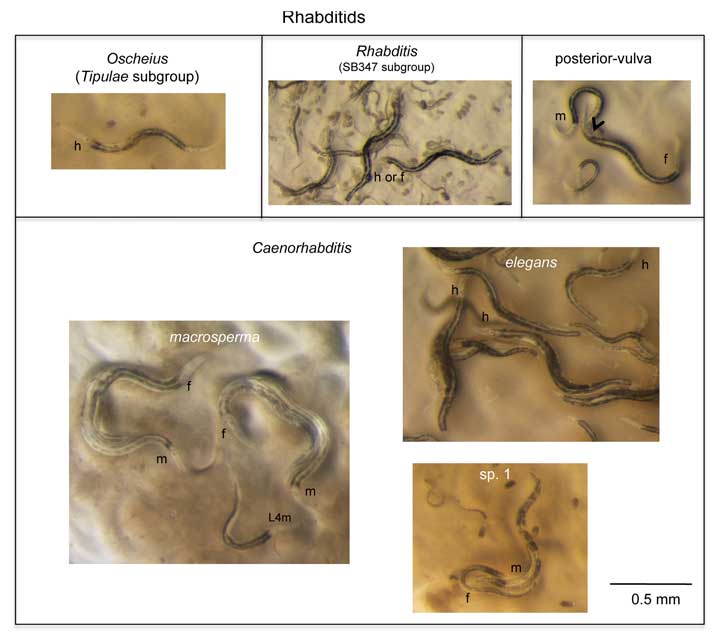 Rhabditids
Oscheius
(Tipulae subgroup)
h
Rhabditis
(SB347 subgroup)
h or f
posterior-vulva
m
f
Caenorhabditis
macrosperma
f
f
m
m
L4m
elegans
h
h
h
sp. 1
m
f
0.5 mm